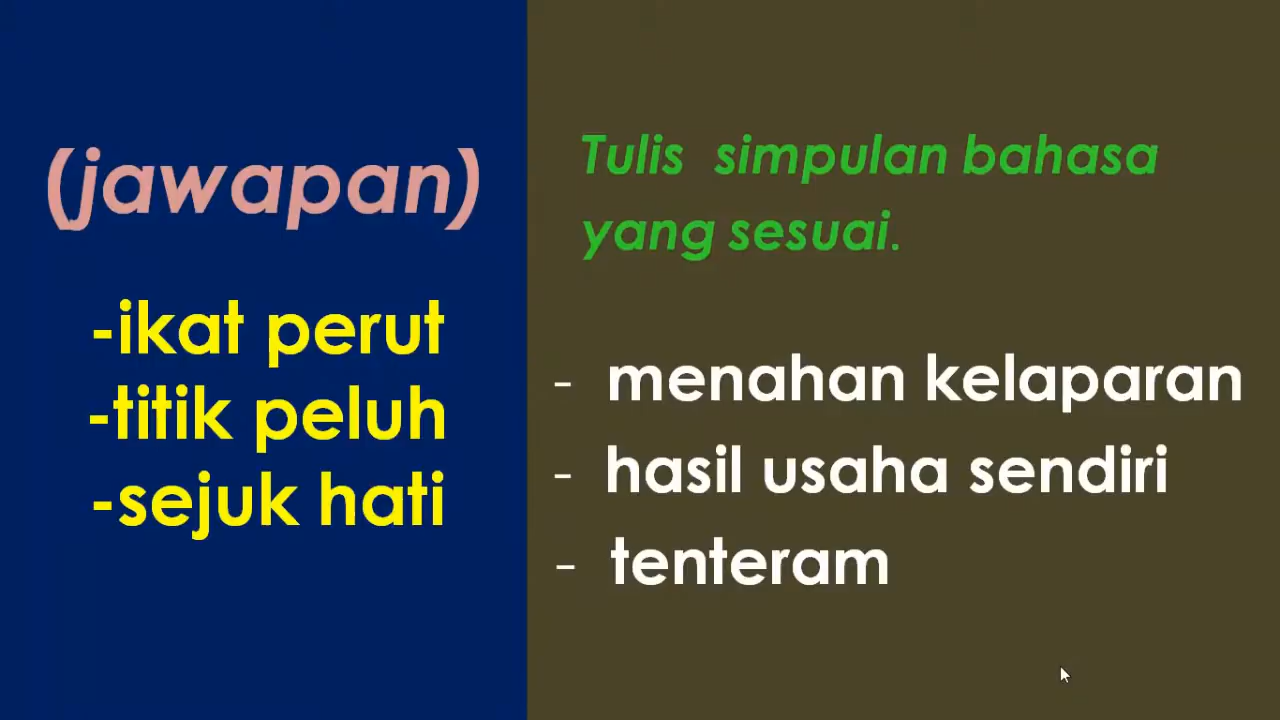 (jawapan)
-ikat perut
-titik peluh
-sejuk hati
Tulis simpulan bahasa
yang sesuai.
- menahan kelaparan
- hasil usaha sendiri
- tenteram